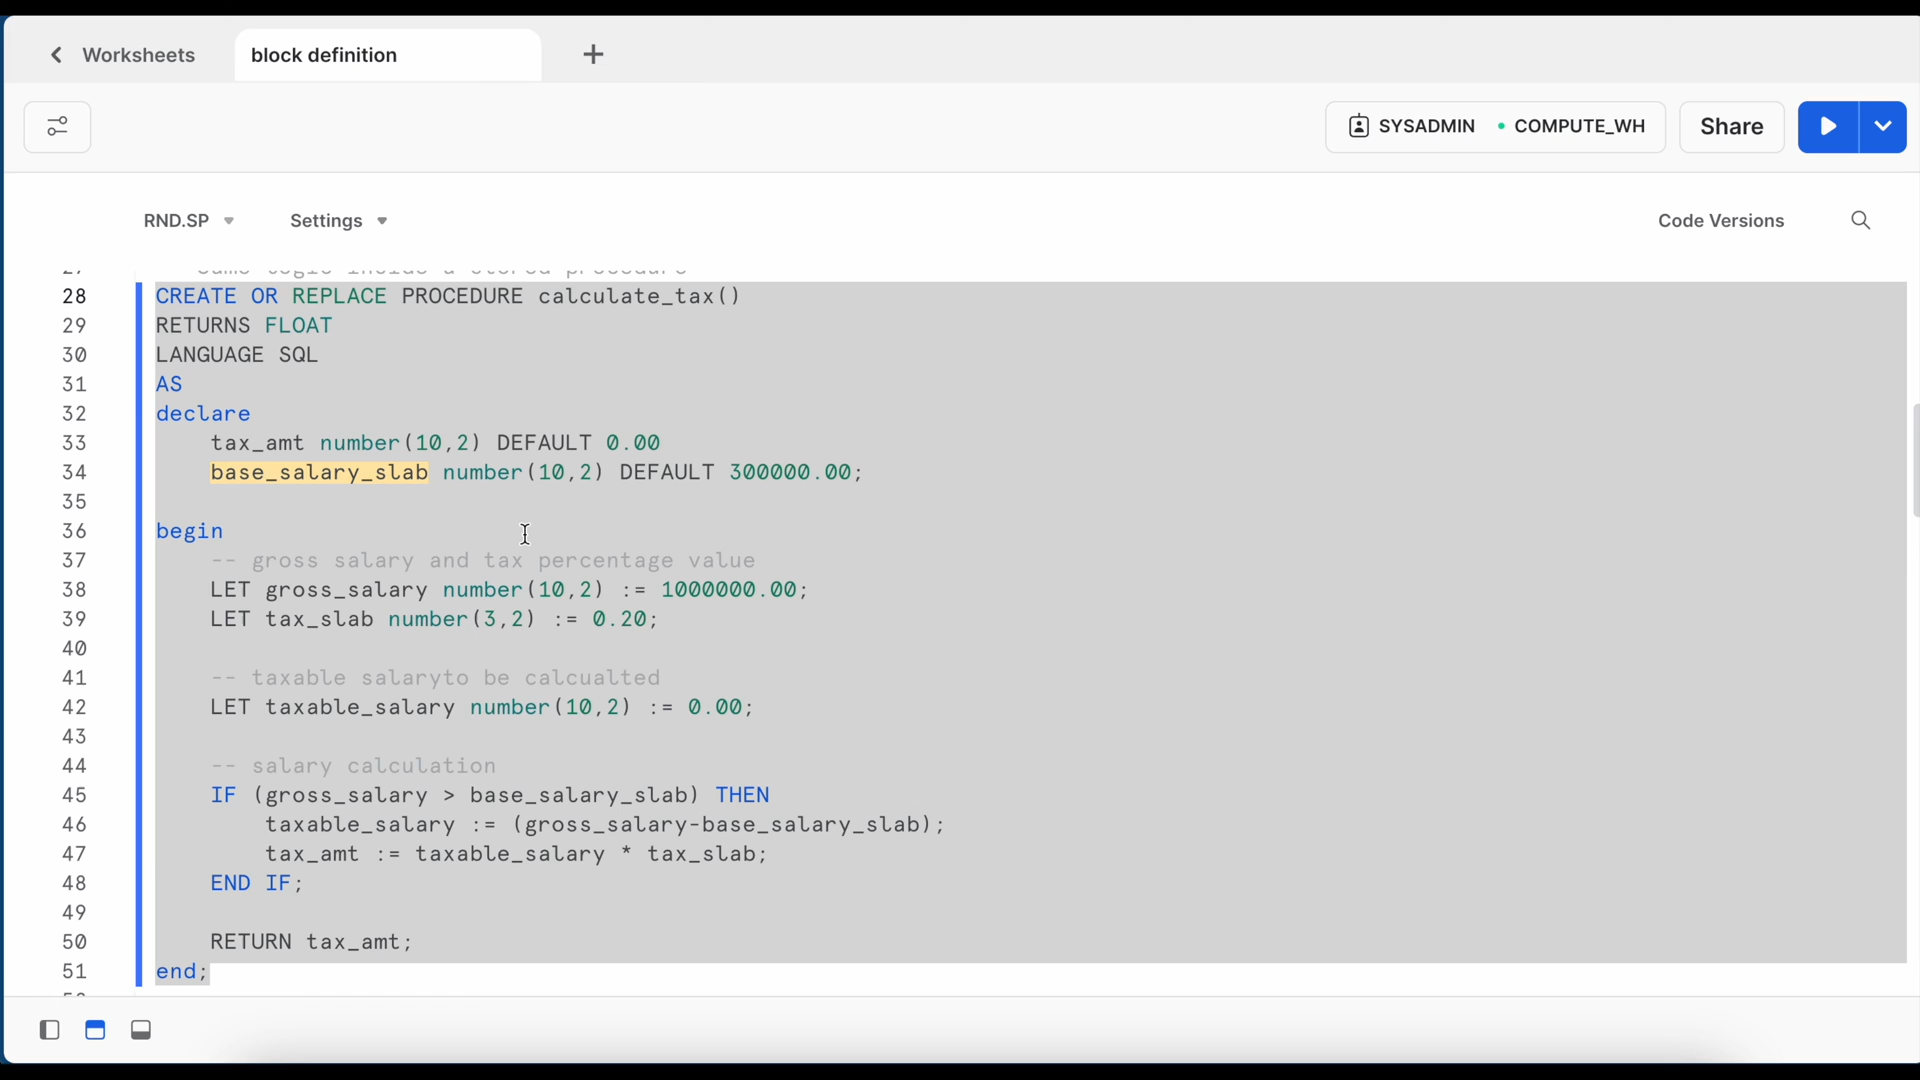 Worksheets
block definition
SYSADMIN COMPUTE_WH
Share
RND.SP
Settings
Code Versions
28 CREATE OR REPLACE PROCEDURE calculate_tax()
29 RETURNS FLOAT
30 LANGUAGE SQL
31 AS
32 declare
33 tax_amt number(10,2) DEFAULT 0.00
34 base_salary_slab number(10,2) DEFAULT 300000.00;
35
36 begin
37 -- gross salary and tax percentage value
38 LET gross_salary number(10,2) := 1000000.00;
39 LET tax_slab number(3,2) := 0.20;
40
41 -- taxable salaryto be calcualted
42 LET taxable_salary number(10,2) := 0.00;
43
44 -- salary calculation
45 IF (gross_salary > base_salary_slab) THEN
46 taxable_salary := (gross_salary-base_salary_slab);
47 tax_amt := taxable_salary * tax_slab;
48 END IF;
49
50 RETURN tax_amt;
51 end;